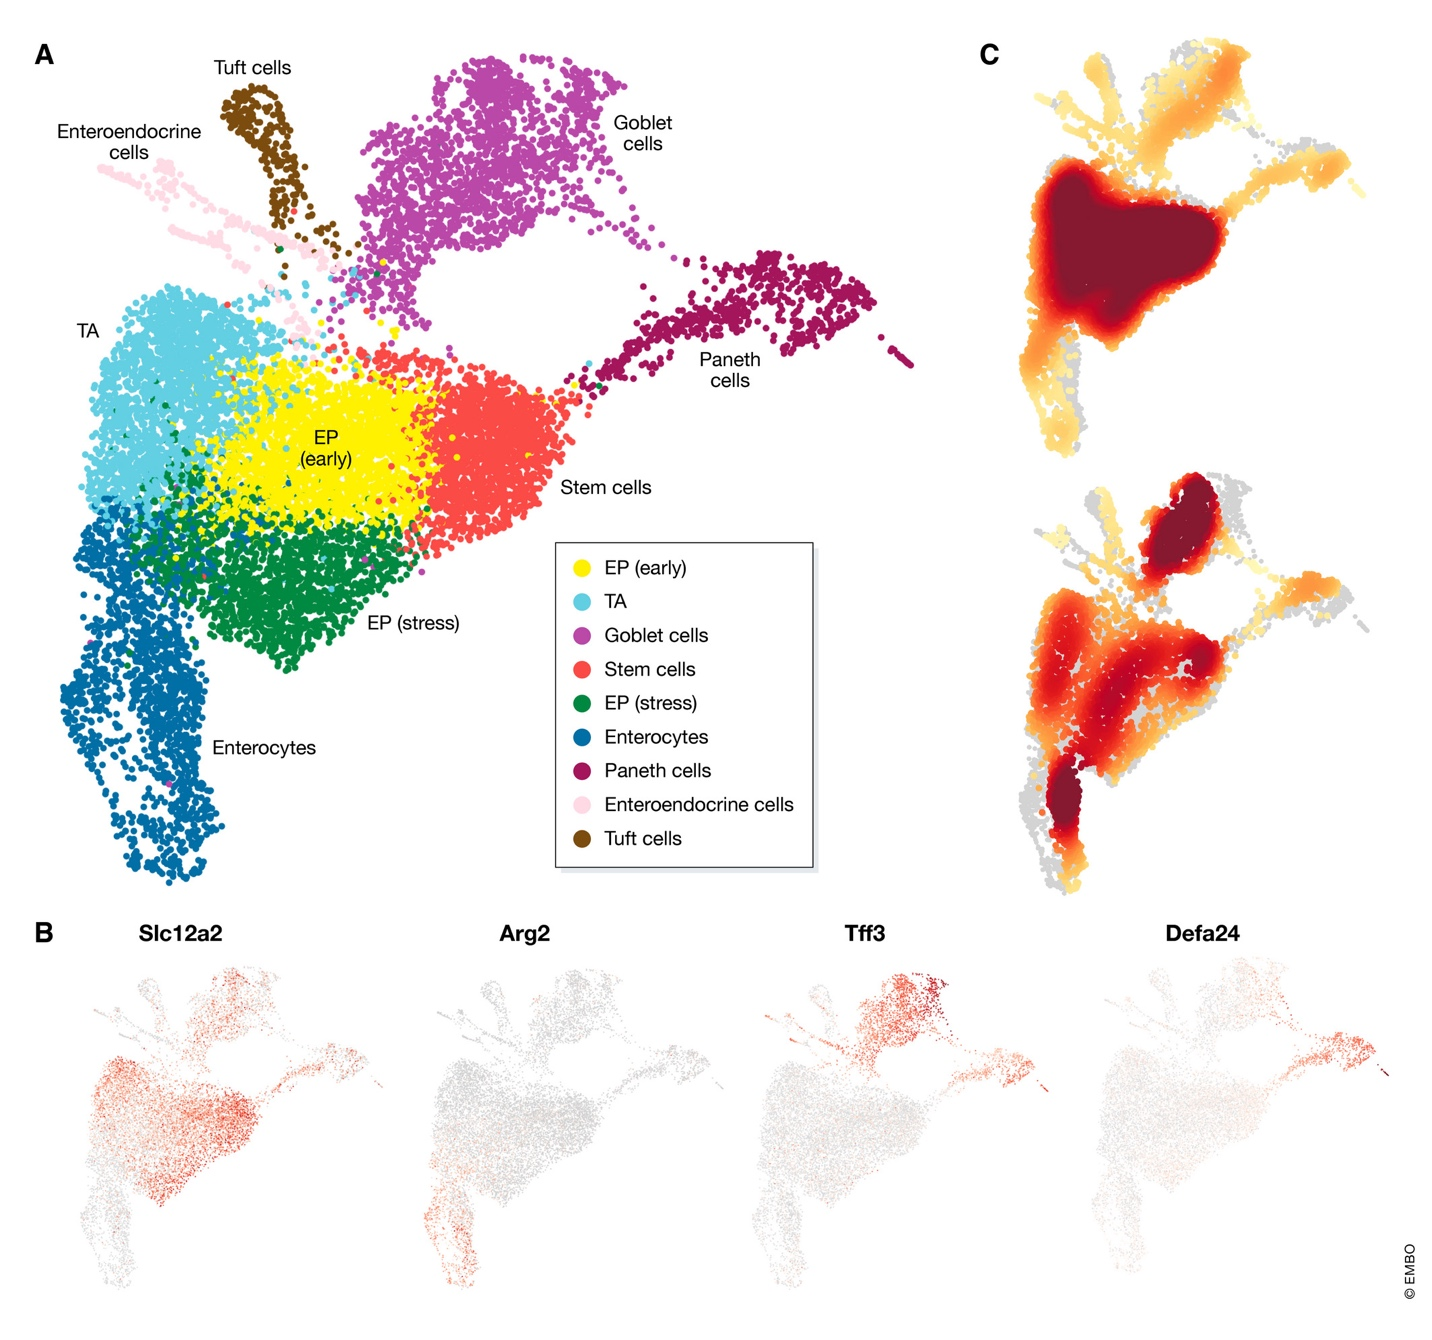 A
C
Tuft cells
Enteroendocrine
cells
Goblet
cells
TA
Paneth
cells
EP
(early)
Stem cells
EP (stress)
Enterocytes
EP (early)
TA
Goblet cells
Stem cells
EP (stress)
Enterocytes
Paneth cells
Enteroendocrine cells
Tuft cells
B
Slc12a2
Arg2
Tff3
Defa24
© EMBO